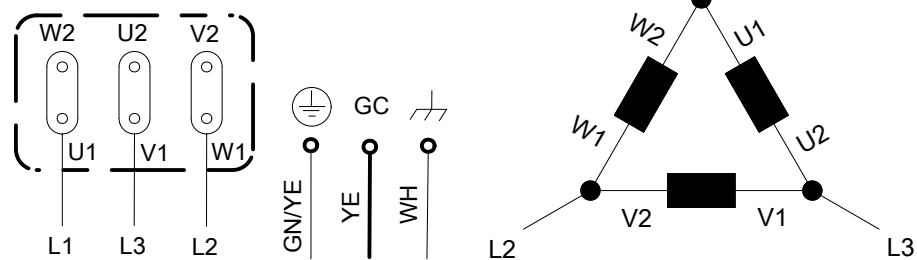 W2 U2 V2
U1 V1 W1
L1 L3 L2
GC
GN/YE
YE
WH
W2 U1
W1 U2
V2 V1
L2 L3